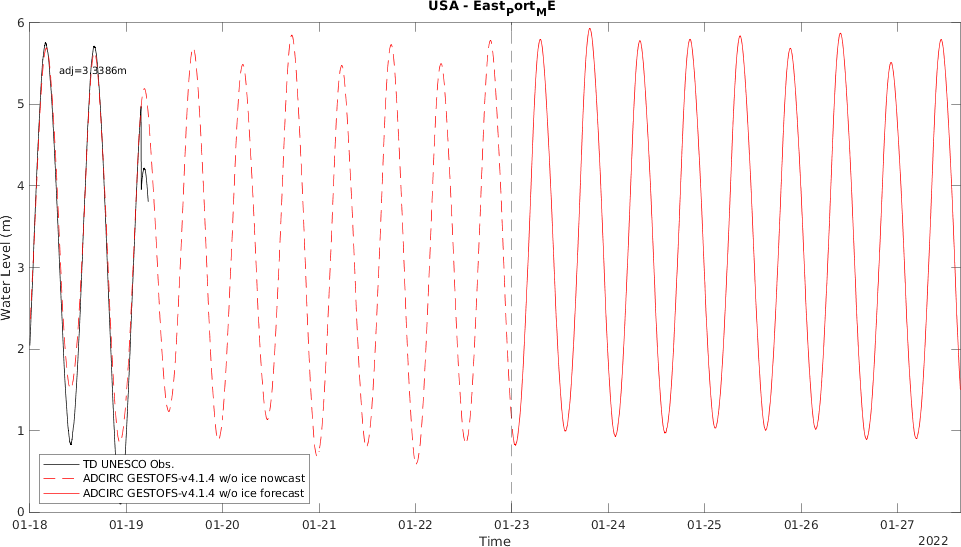 USA - EastPortME
6
5
4
3
2
1
0
Water Level (m)
adj=3.3386m
TD UNESCO Obs.
ADCIRC GESTOFS-v4.1.4 w/o ice nowcast
ADCIRC GESTOFS-v4.1.4 w/o ice forecast
01-18 01-19 01-20 01-21 01-22 01-23 01-24 01-25 01-26 01-27
Time
2022